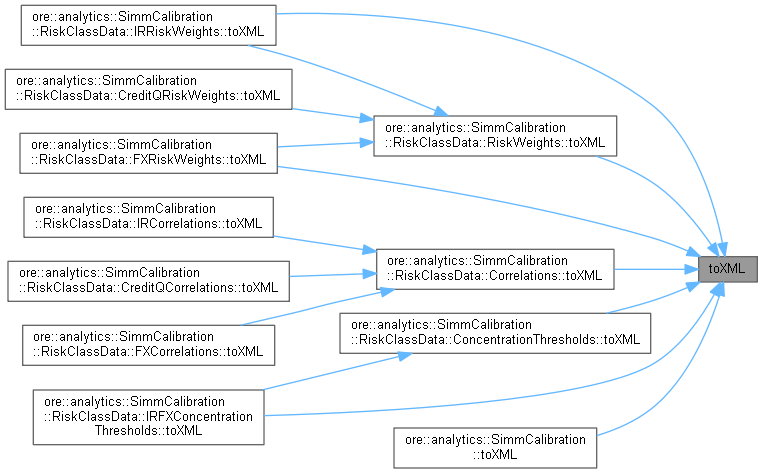 ore::analytics::SimmCalibration
::RiskClassData::IRRiskWeights::toXML
ore::analytics::SimmCalibration
::RiskClassData::CreditQRiskWeights::toXML
ore::analytics::SimmCalibration
::RiskClassData::RiskWeights::toXML
ore::analytics::SimmCalibration
::RiskClassData::FXRiskWeights::toXML
ore::analytics::SimmCalibration
::RiskClassData::IRCorrelations::toXML
ore::analytics::SimmCalibration
::RiskClassData::Correlations::toXML
toXML
ore::analytics::SimmCalibration
::RiskClassData::CreditQCorrelations::toXML
ore::analytics::SimmCalibration
::RiskClassData::ConcentrationThresholds::toXML
ore::analytics::SimmCalibration
::RiskClassData::FXCorrelations::toXML
ore::analytics::SimmCalibration
::RiskClassData::IRFXConcentration
Thresholds::toXML
ore::analytics::SimmCalibration
::toXML